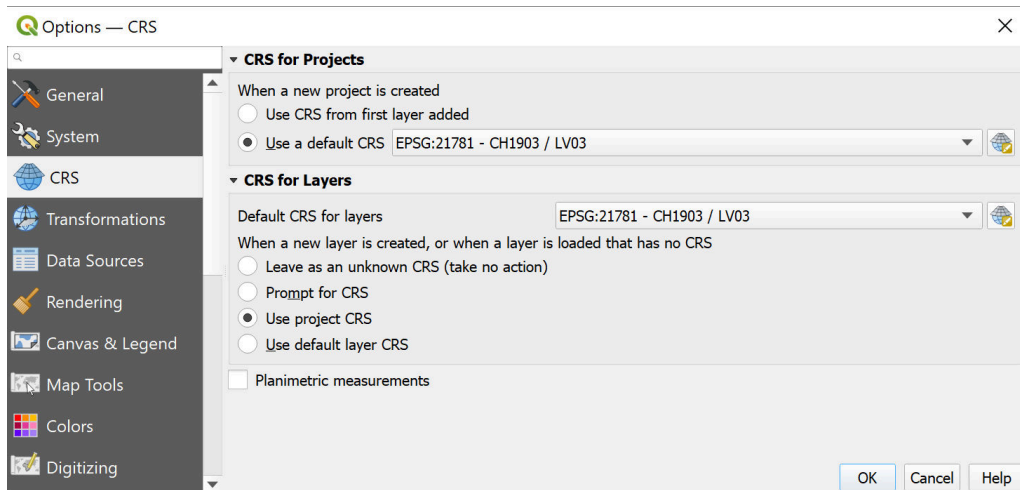 Options — CRS
General
System
CRS
Transformations
Data Sources
Rendering
Canvas & Legend
Map Tools
Colors
Digitizing
CRS for Projects
When a new project is created
Use CRS from first layer added
Use a default CRS EPSG:21781 - CH1903 / LV03
CRS for Layers
Default CRS for layers EPSG:21781 - CH1903 / LV03
When a new layer is created, or when a layer is loaded that has no CRS
Leave as an unknown CRS (take no action)
Prompt for CRS
Use project CRS
Use default layer CRS
Planimetric measurements
OK Cancel Help